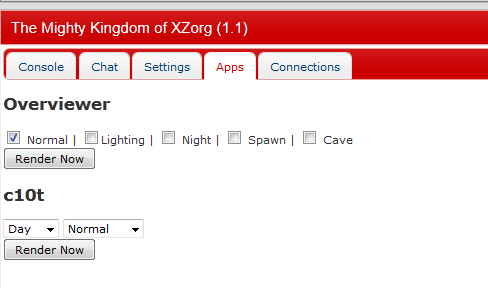 The Mighty Kingdom of XZorg (1.1)
Console Chat Settings Apps Connections
Overviewer
Normal | Lighting | Night | Spawn | Cave
Render Now
c10t
Day Normal
Render Now